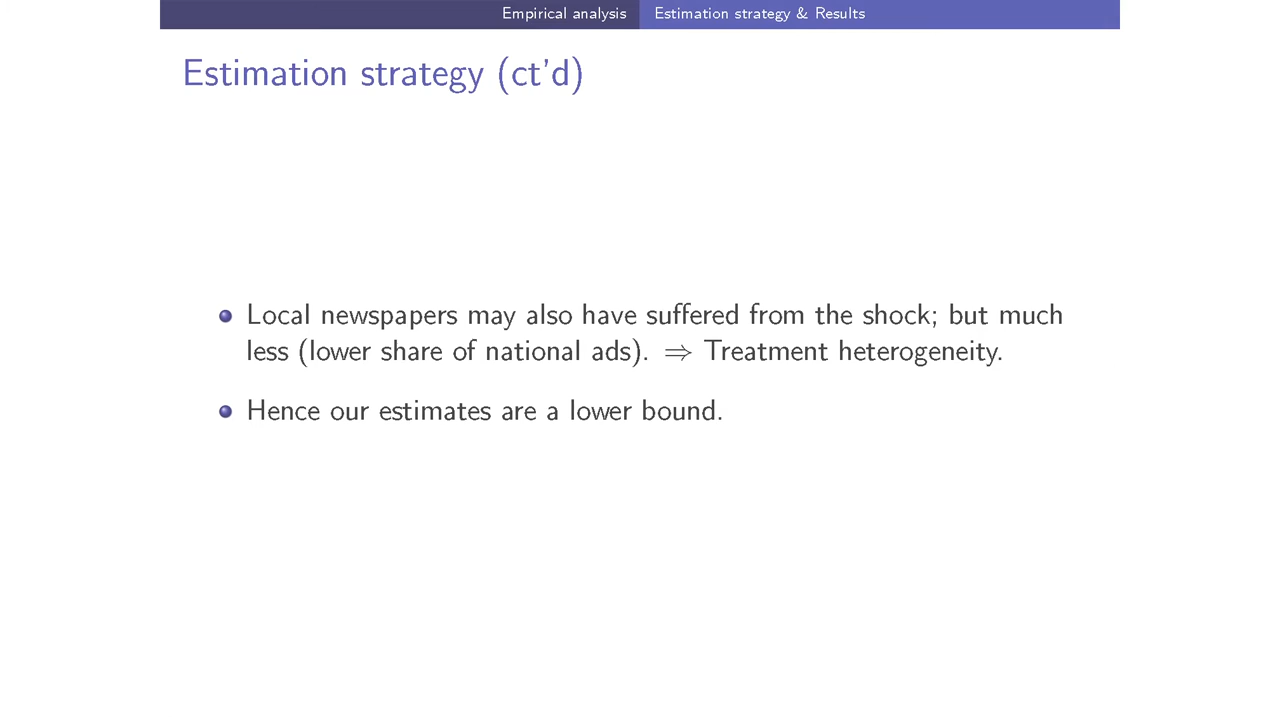 Empirical analysis Estimation strategy & Results
Estimation strategy (ct'd)
Local newspapers may also have suffered from the shock; but much
less (lower share of national ads). ⇒ Treatment heterogeneity.
Hence our estimates are a lower bound.